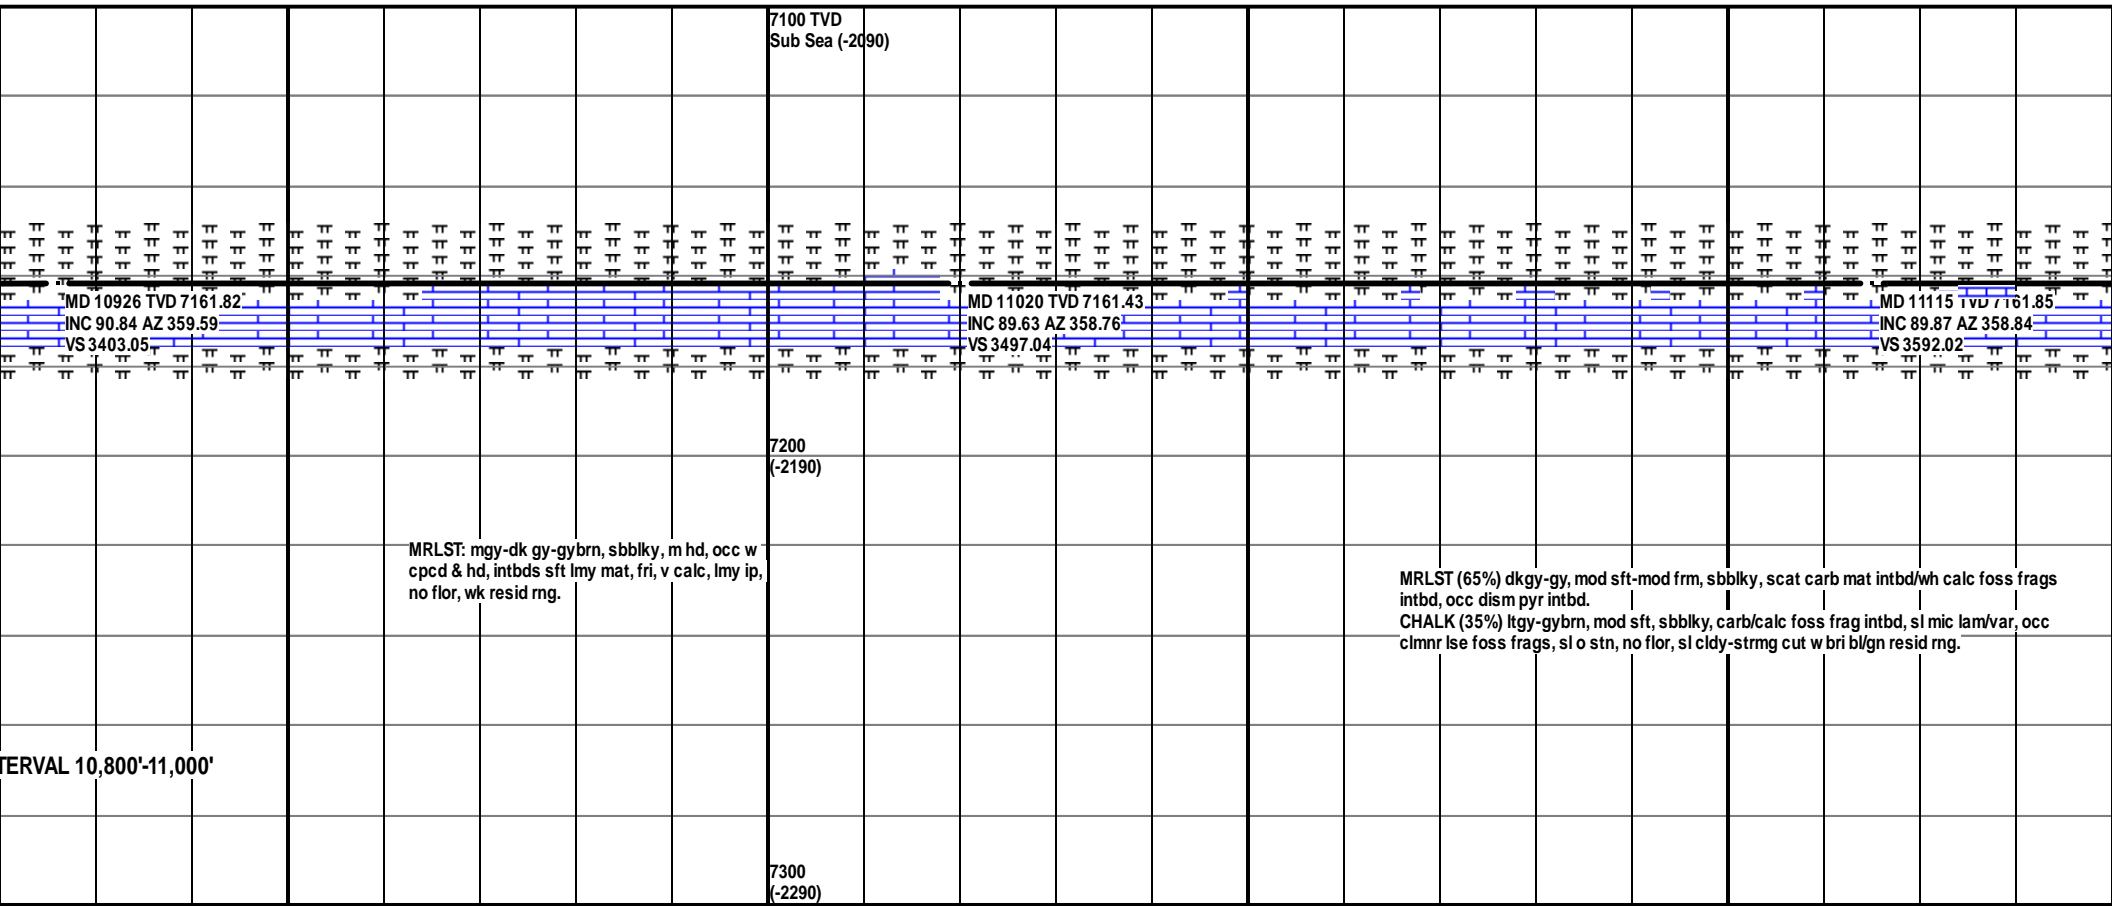 7100 TVD
Sub Sea (-2090)
MD 10926 TVD 7161.82
INC 90.84 AZ 359.59
VS 3403.05
MD 11020 TVD 7161.43
INC 89.63 AZ 358.76
VS 3497.04
MD 11115 TVD 7161.85
INC 89.87 AZ 358.84
VS 3592.02
7200
(-2190)
MRLST: mgy-dk gy-gybrn, sbblky, m hd, occ w
cpcd & hd, intbds sft lmy mat, fri, v calc, lmy ip,
no flor, wk resid rng.
MRLST (65%) dkgy-gy, mod sft-mod frm, sbblky, scat carb mat intbd/wh calc foss frags
intbd, occ dism pyr intbd.
CHALK (35%) ltgy-gybrn, mod sft, sbblky, carb/calc foss frag intbd, sl mic lam/var, occ
clmnr lse foss frags, sl o stn, no flor, sl cldy-strmg cut w bri bl/gn resid rng.
TERVAL 10,800'-11,000'
7300
(-2290)